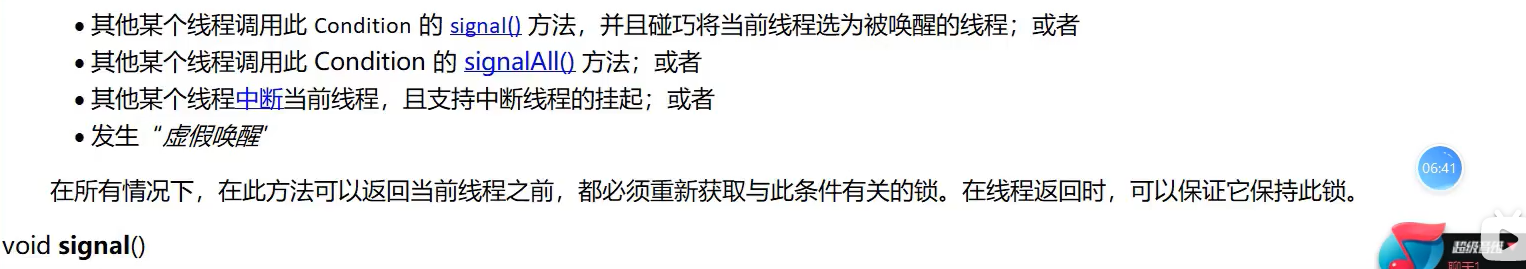 • 其他某个线程调用此 Condition 的 signal() 方法，并且碰巧将当前线程选为被唤醒的线程；或者
• 其他某个线程调用此 Condition 的 signalAll() 方法；或者
• 其他某个线程中断当前线程，且支持中断线程的挂起；或者
• 发生“虚假唤醒”
06:41
在所有情况下，在此方法可以返回当前线程之前，都必须重新获取与此条件有关的锁。在线程返回时，可以保证它保持此锁。
void signal()